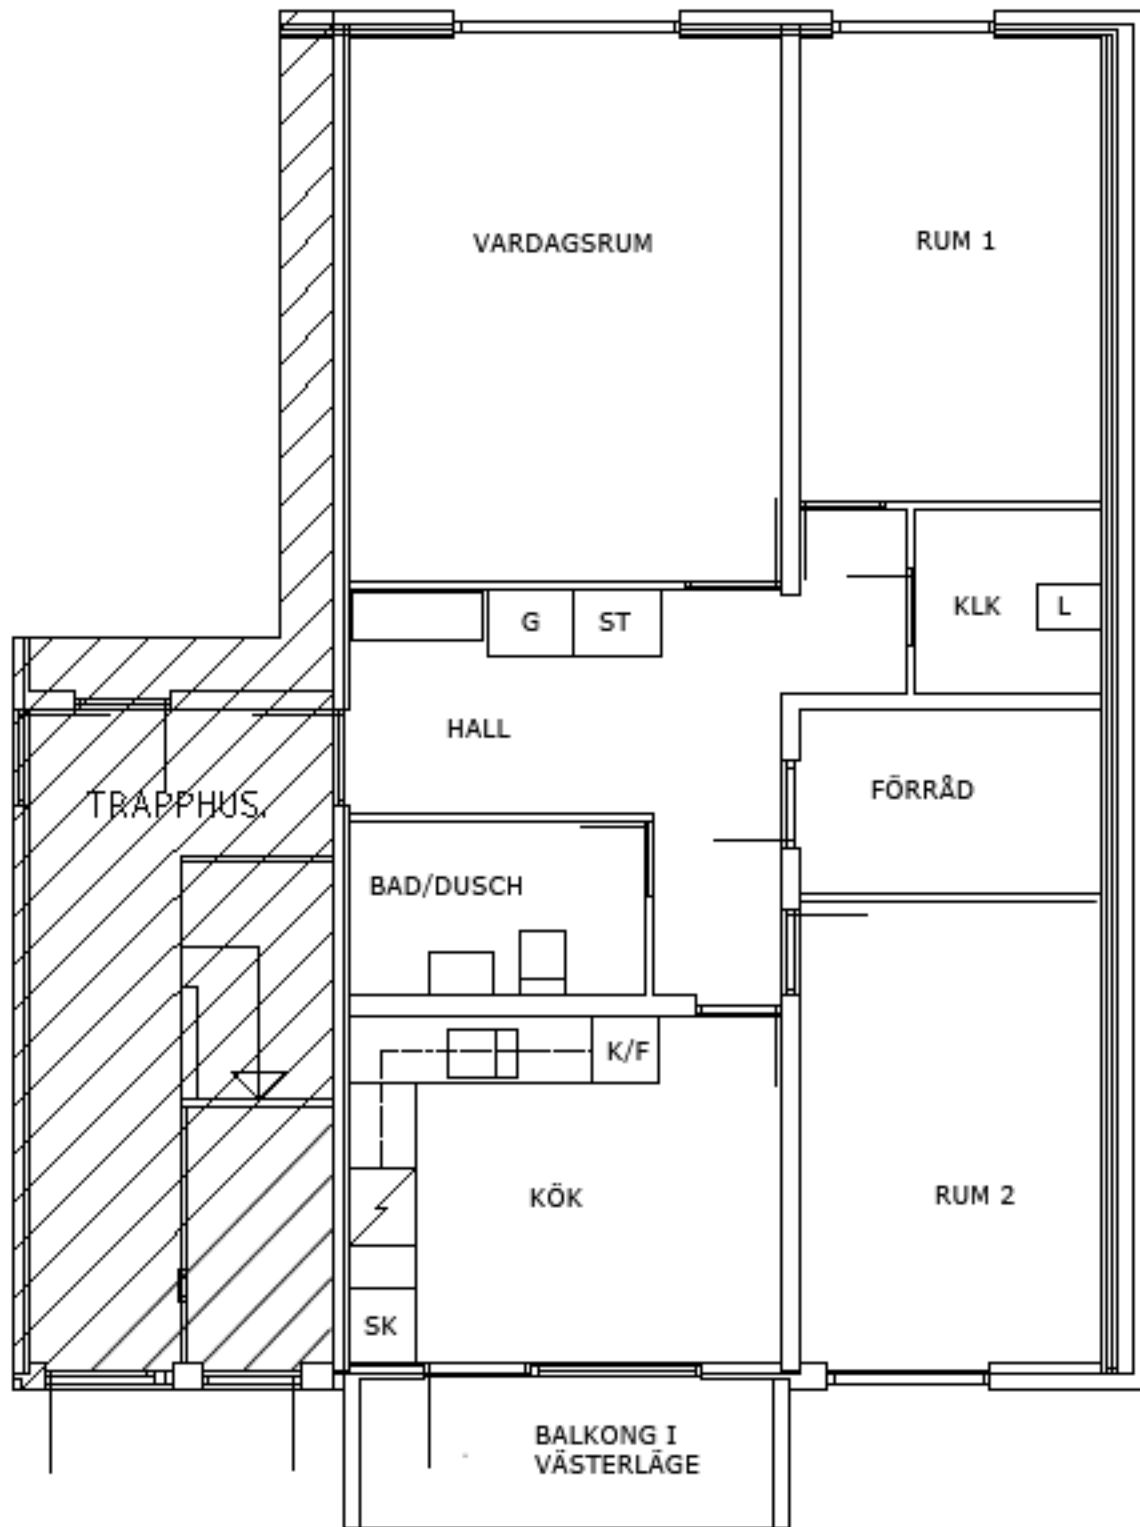 VARDAGSRUM
RUM 1
G
ST
KLK
L
HALL
FÖRRÅD
TRAPPHUS.
BAD/DUSCH
K/F
KÖK
RUM 2
SK
BALKONG I
VÄSTERLÄGE